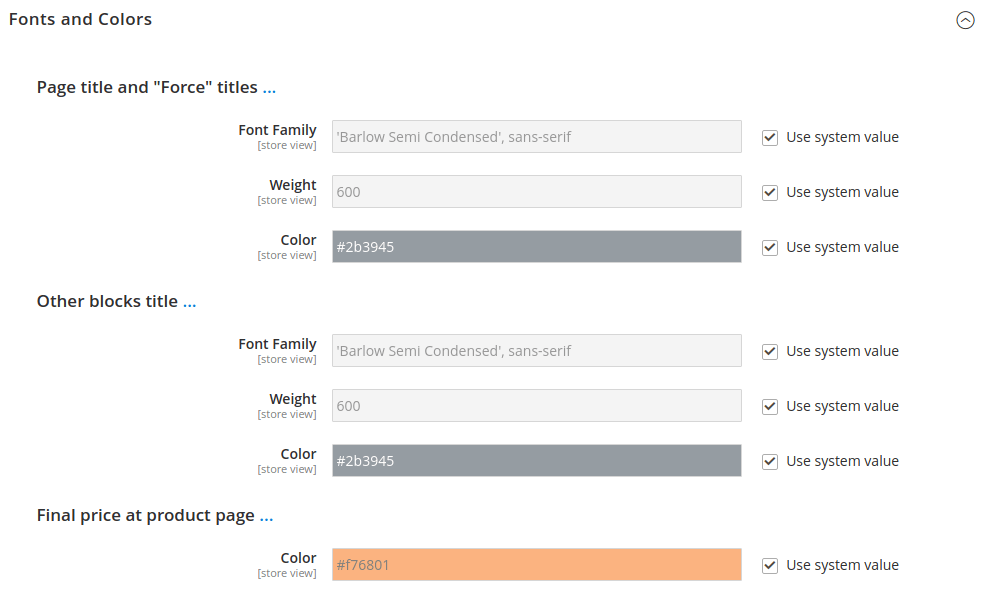 Fonts and Colors
Page title and "Force" titles ...
Font Family
[store view]
'Barlow Semi Condensed', sans-serif
Use system value
Weight
[store view]
600
Use system value
Color
[store view]
#2b3945
Use system value
Other blocks title ...
Font Family
[store view]
'Barlow Semi Condensed', sans-serif
Use system value
Weight
[store view]
600
Use system value
Color
[store view]
#2b3945
Use system value
Final price at product page ...
Color
[store view]
#f76801
Use system value